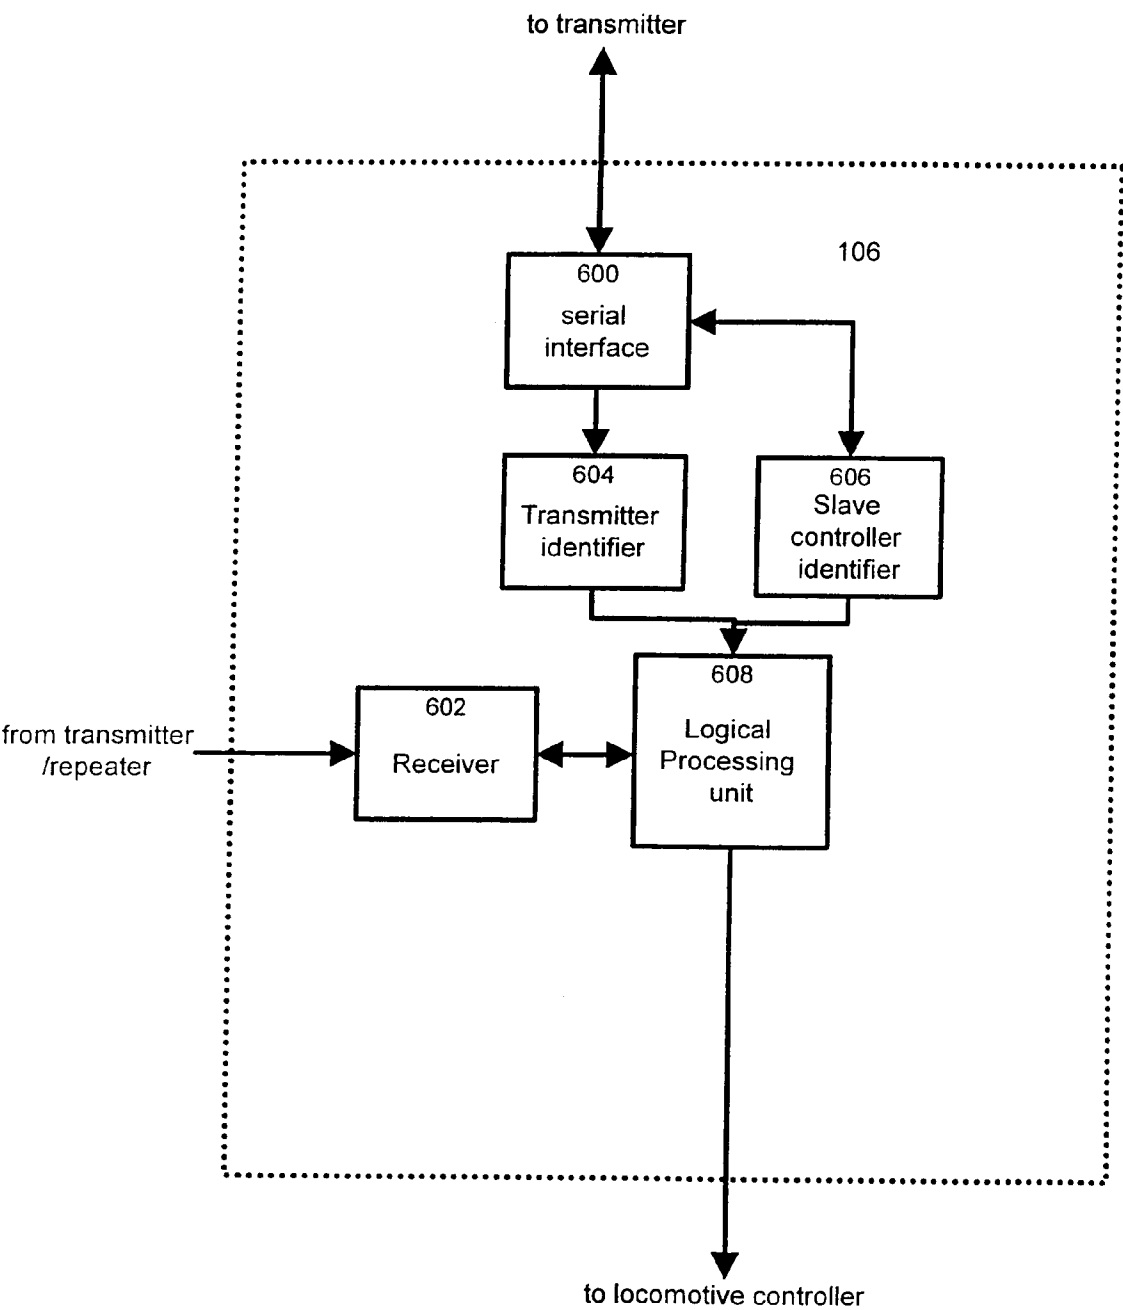 to transmitter
106
600
serial
interface
604
Transmitter
identifier
606
Slave
controller
identifier
608
Logical
Processing
unit
602
Receiver
from transmitter
/repeater
to locomotive controller